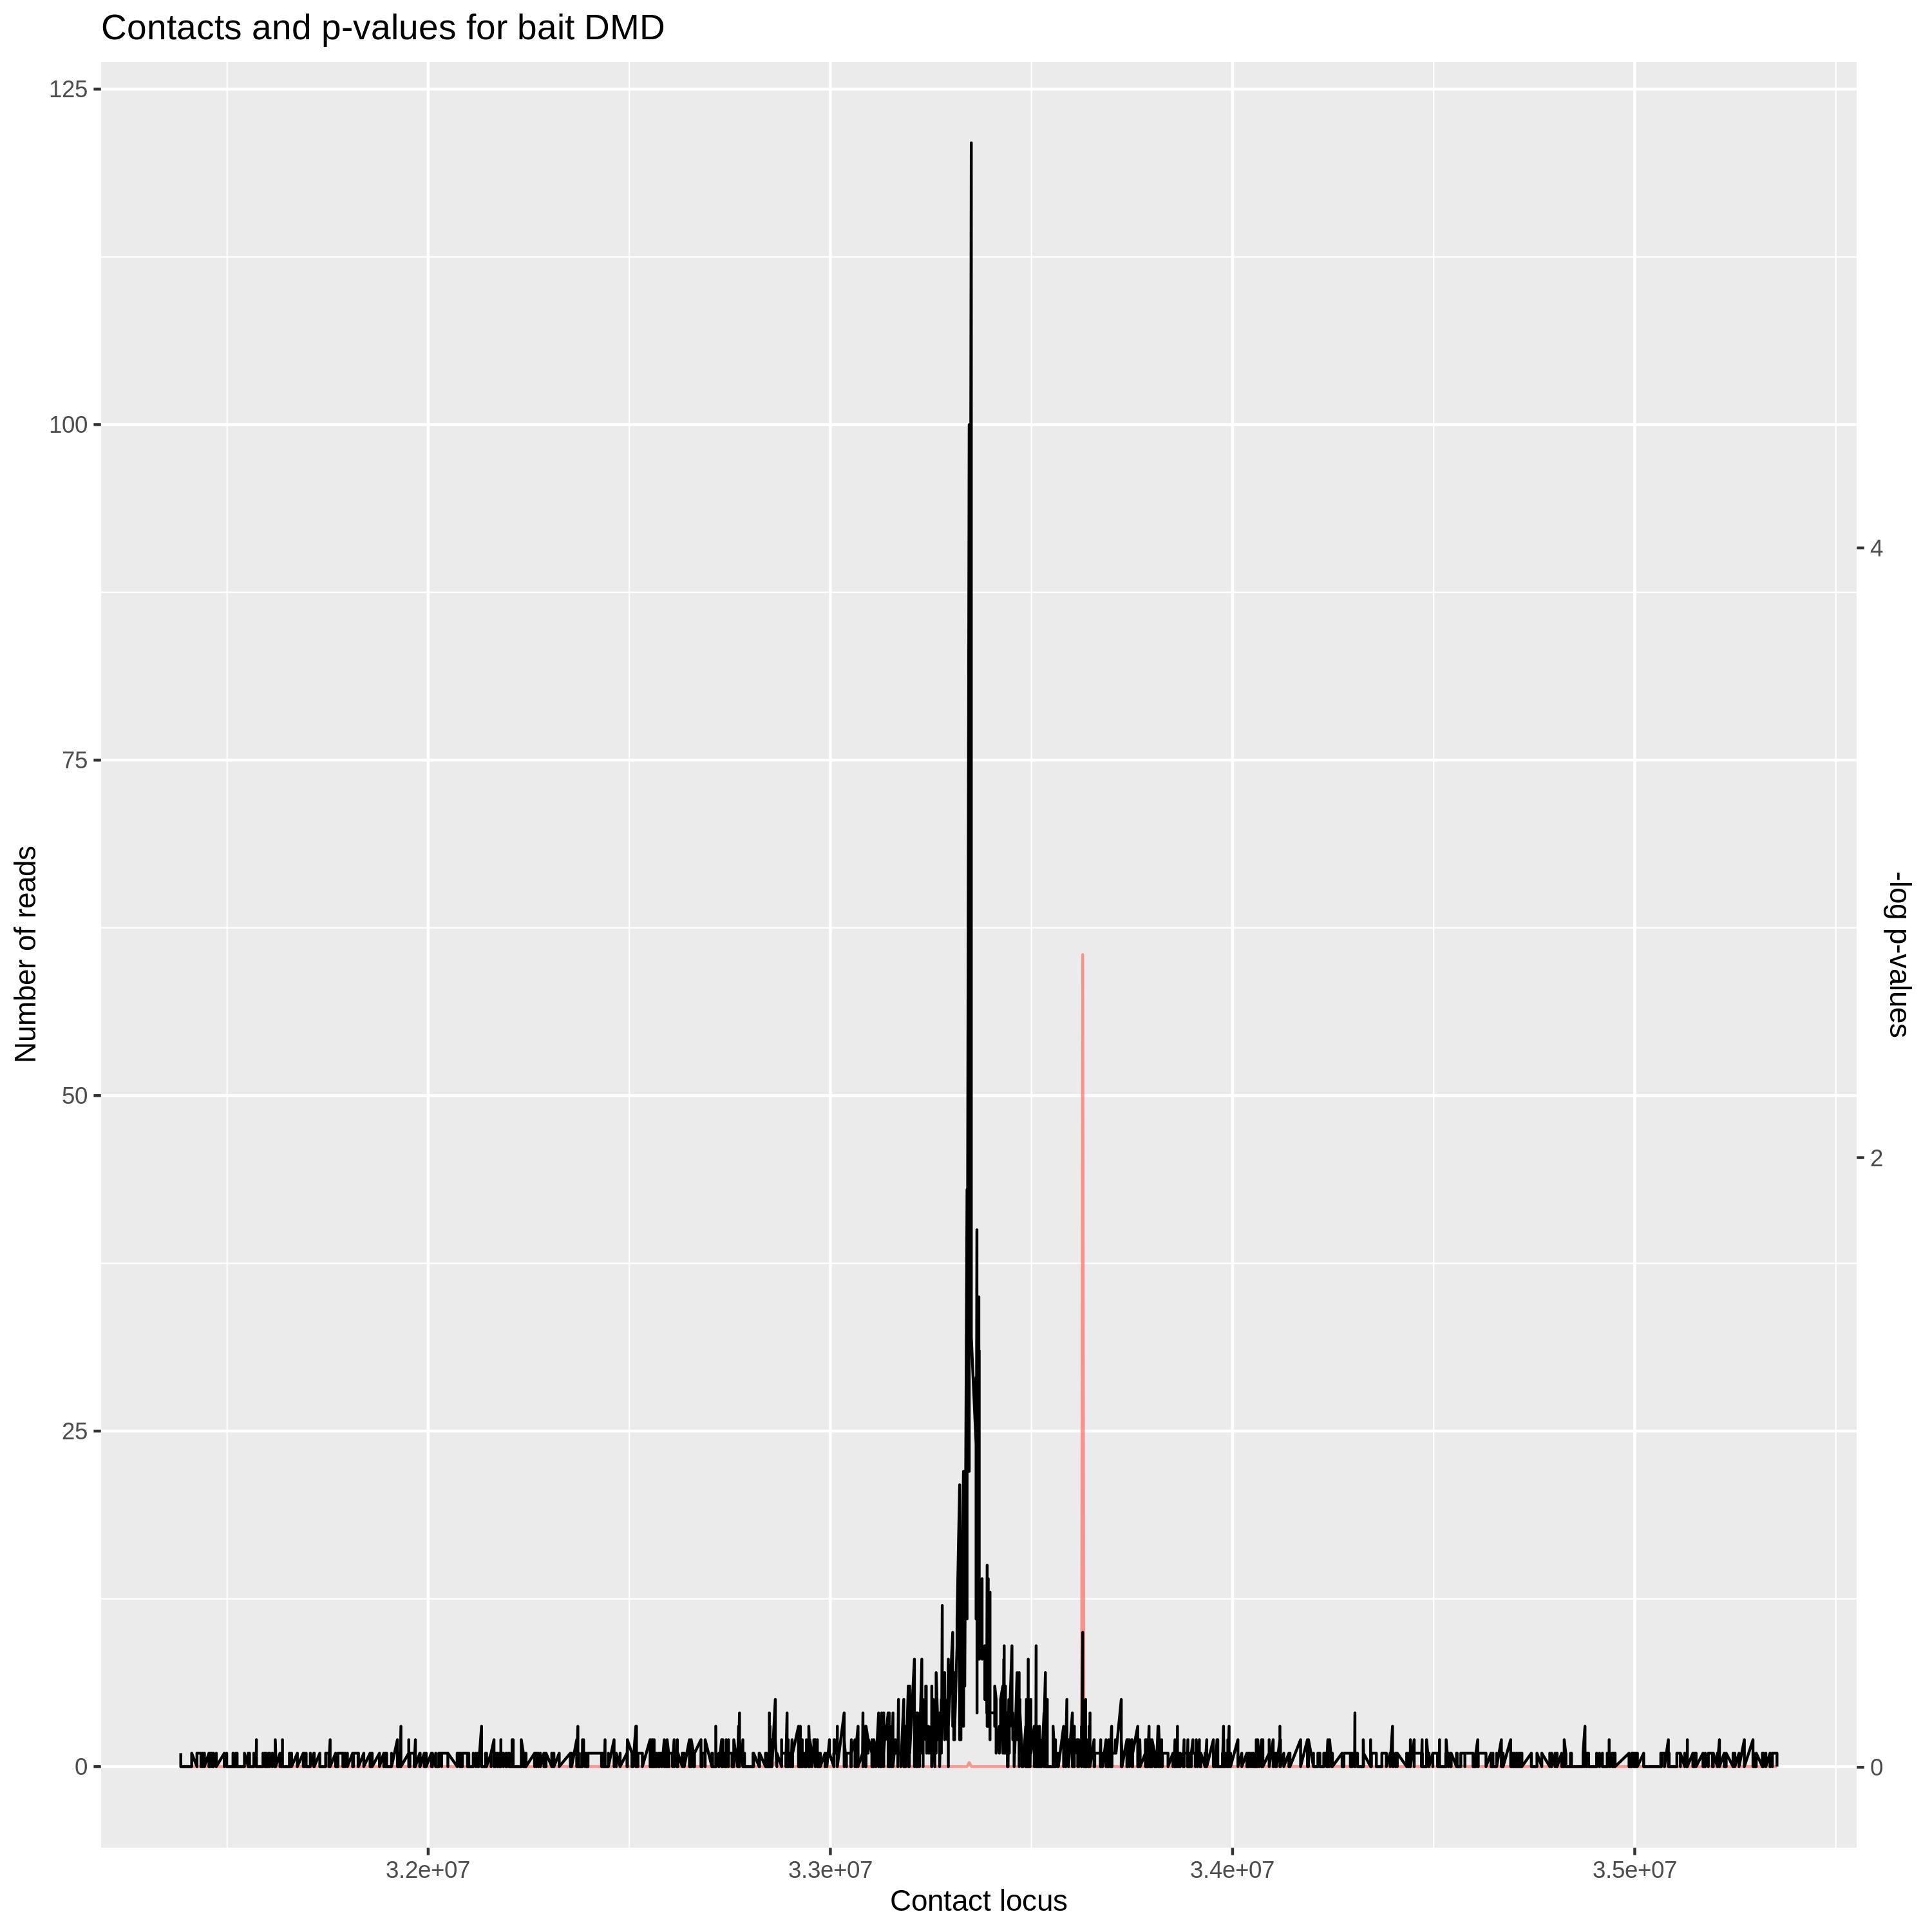 Contacts and p-values for bait DMD
125
100
75
50
25
0
Number of reads
4
2
0
-log p-values
3.2e+07 3.3e+07 3.4e+07 3.5e+07
Contact locus